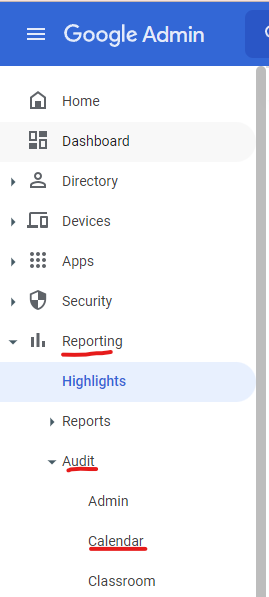 Google Admin
Home
Dashboard
Directory
Devices
Apps
Security
Reporting
Highlights
Reports
Audit
Admin
Calendar
Classroom